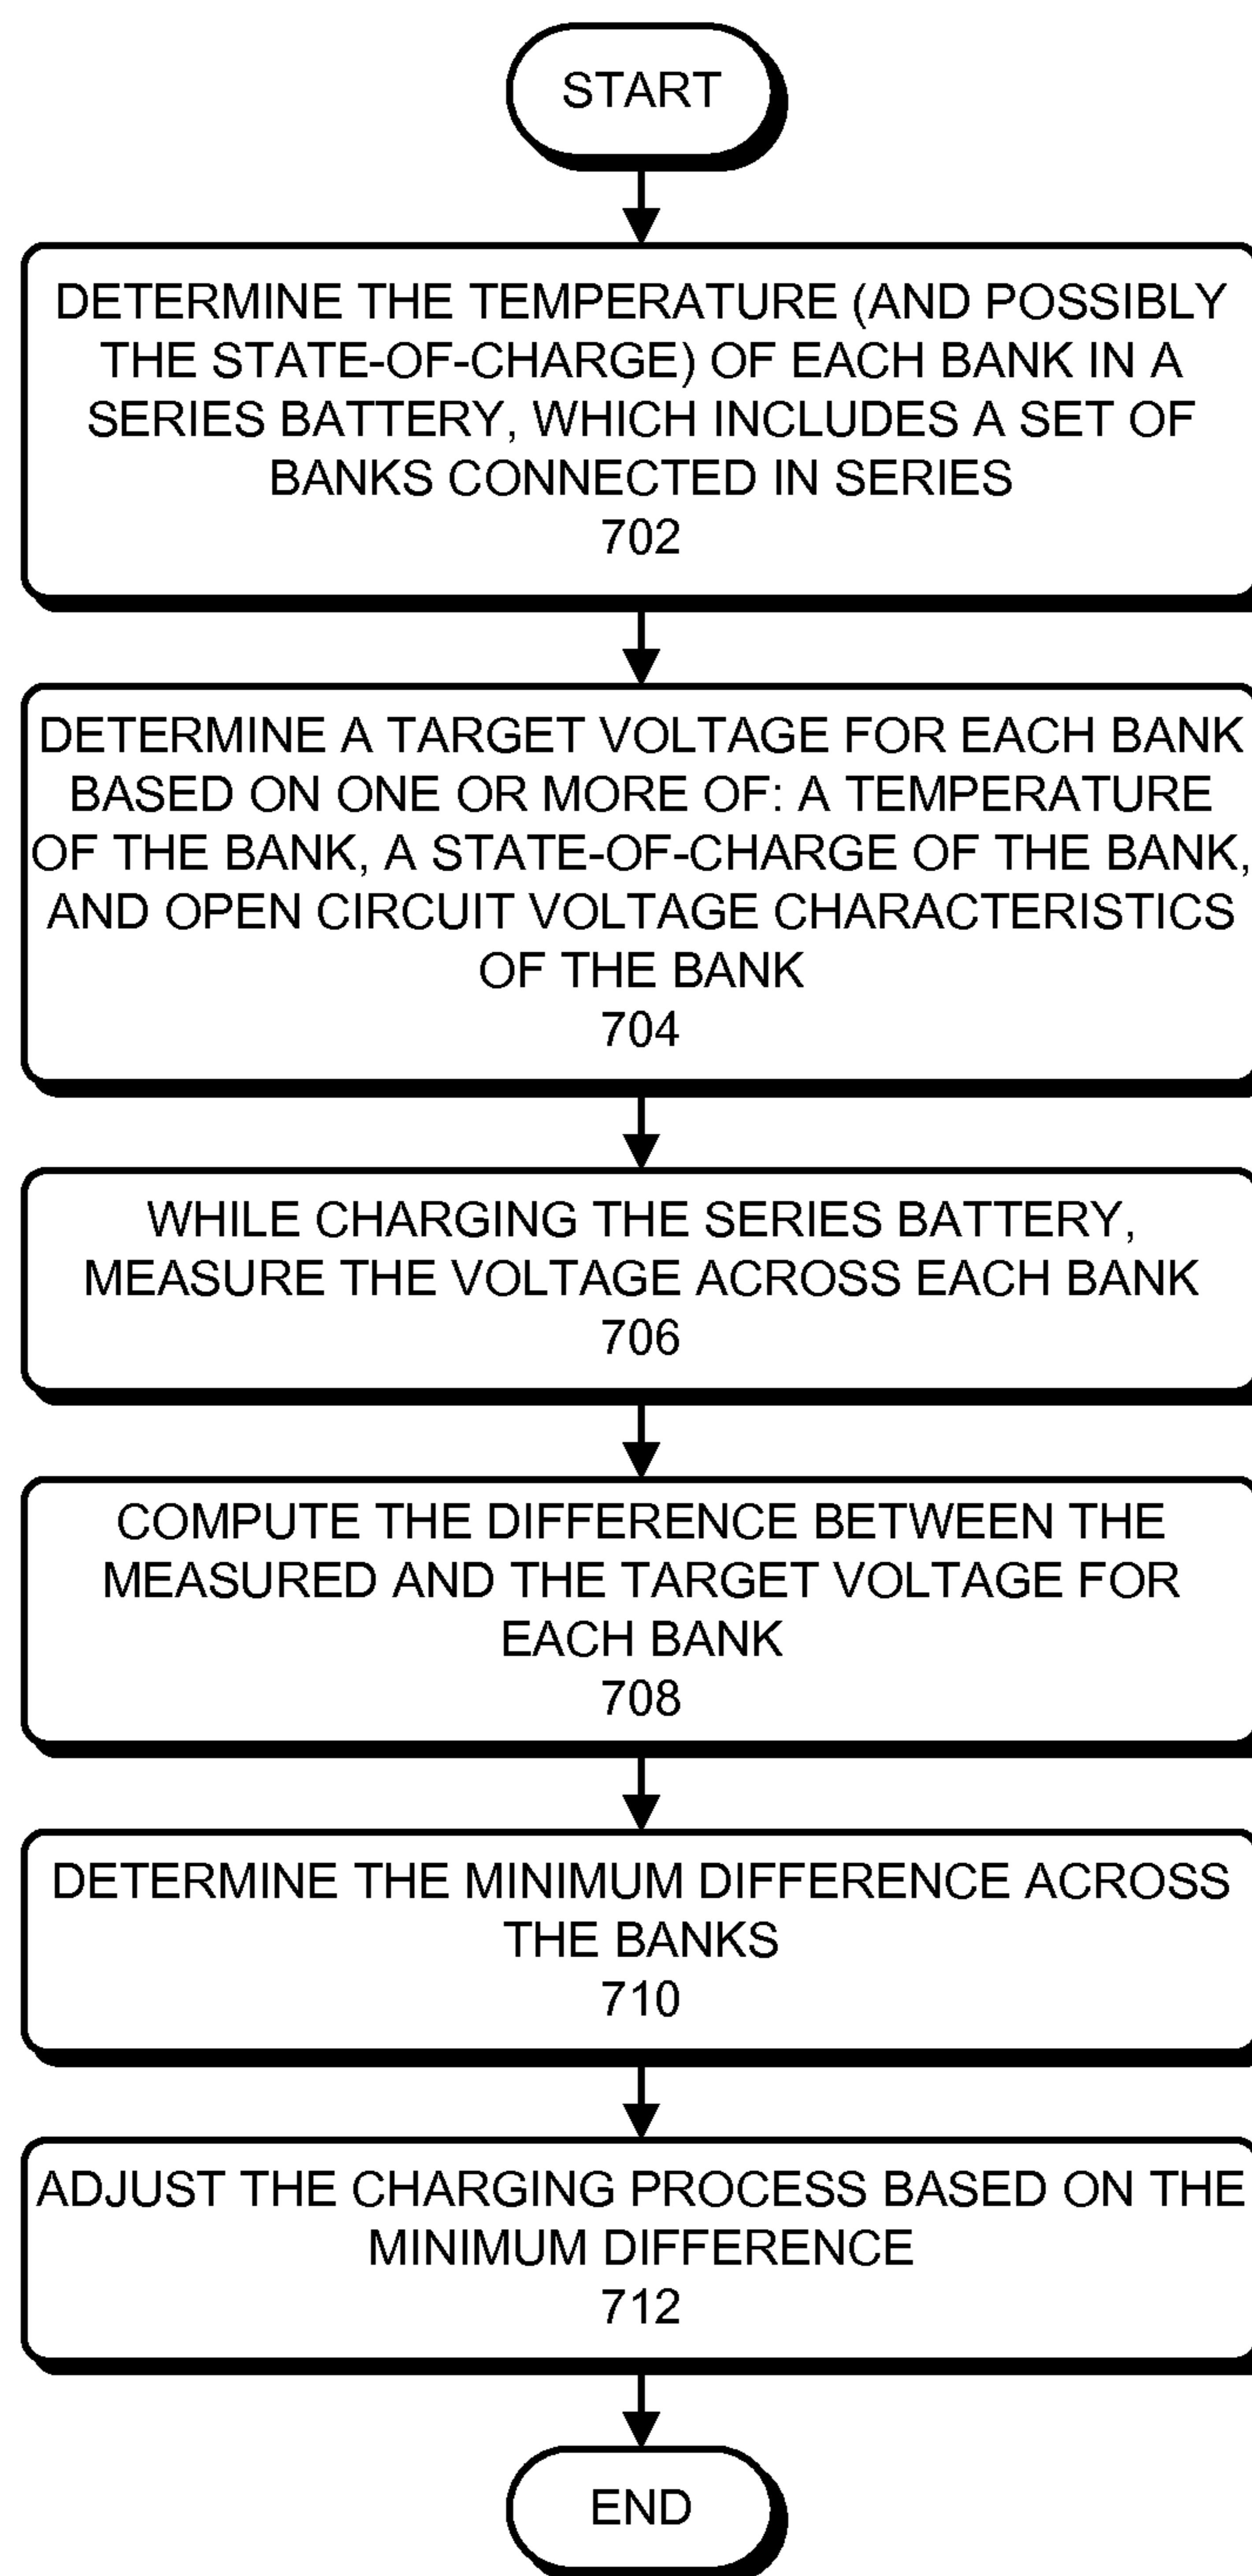 START
DETERMINE THE TEMPERATURE (AND POSSIBLY
THE STATE-OF-CHARGE) OF EACH BANK IN A
SERIES BATTERY, WHICH INCLUDES A SET OF
BANKS CONNECTED IN SERIES
702
DETERMINE A TARGET VOLTAGE FOR EACH BANK
BASED ON ONE OR MORE OF: A TEMPERATURE
OF THE BANK, A STATE-OF-CHARGE OF THE BANK,
AND OPEN CIRCUIT VOLTAGE CHARACTERISTICS
OF THE BANK
704
WHILE CHARGING THE SERIES BATTERY,
MEASURE THE VOLTAGE ACROSS EACH BANK
706
COMPUTE THE DIFFERENCE BETWEEN THE
MEASURED AND THE TARGET VOLTAGE FOR
EACH BANK
708
DETERMINE THE MINIMUM DIFFERENCE ACROSS
THE BANKS
710
ADJUST THE CHARGING PROCESS BASED ON THE
MINIMUM DIFFERENCE
712
END